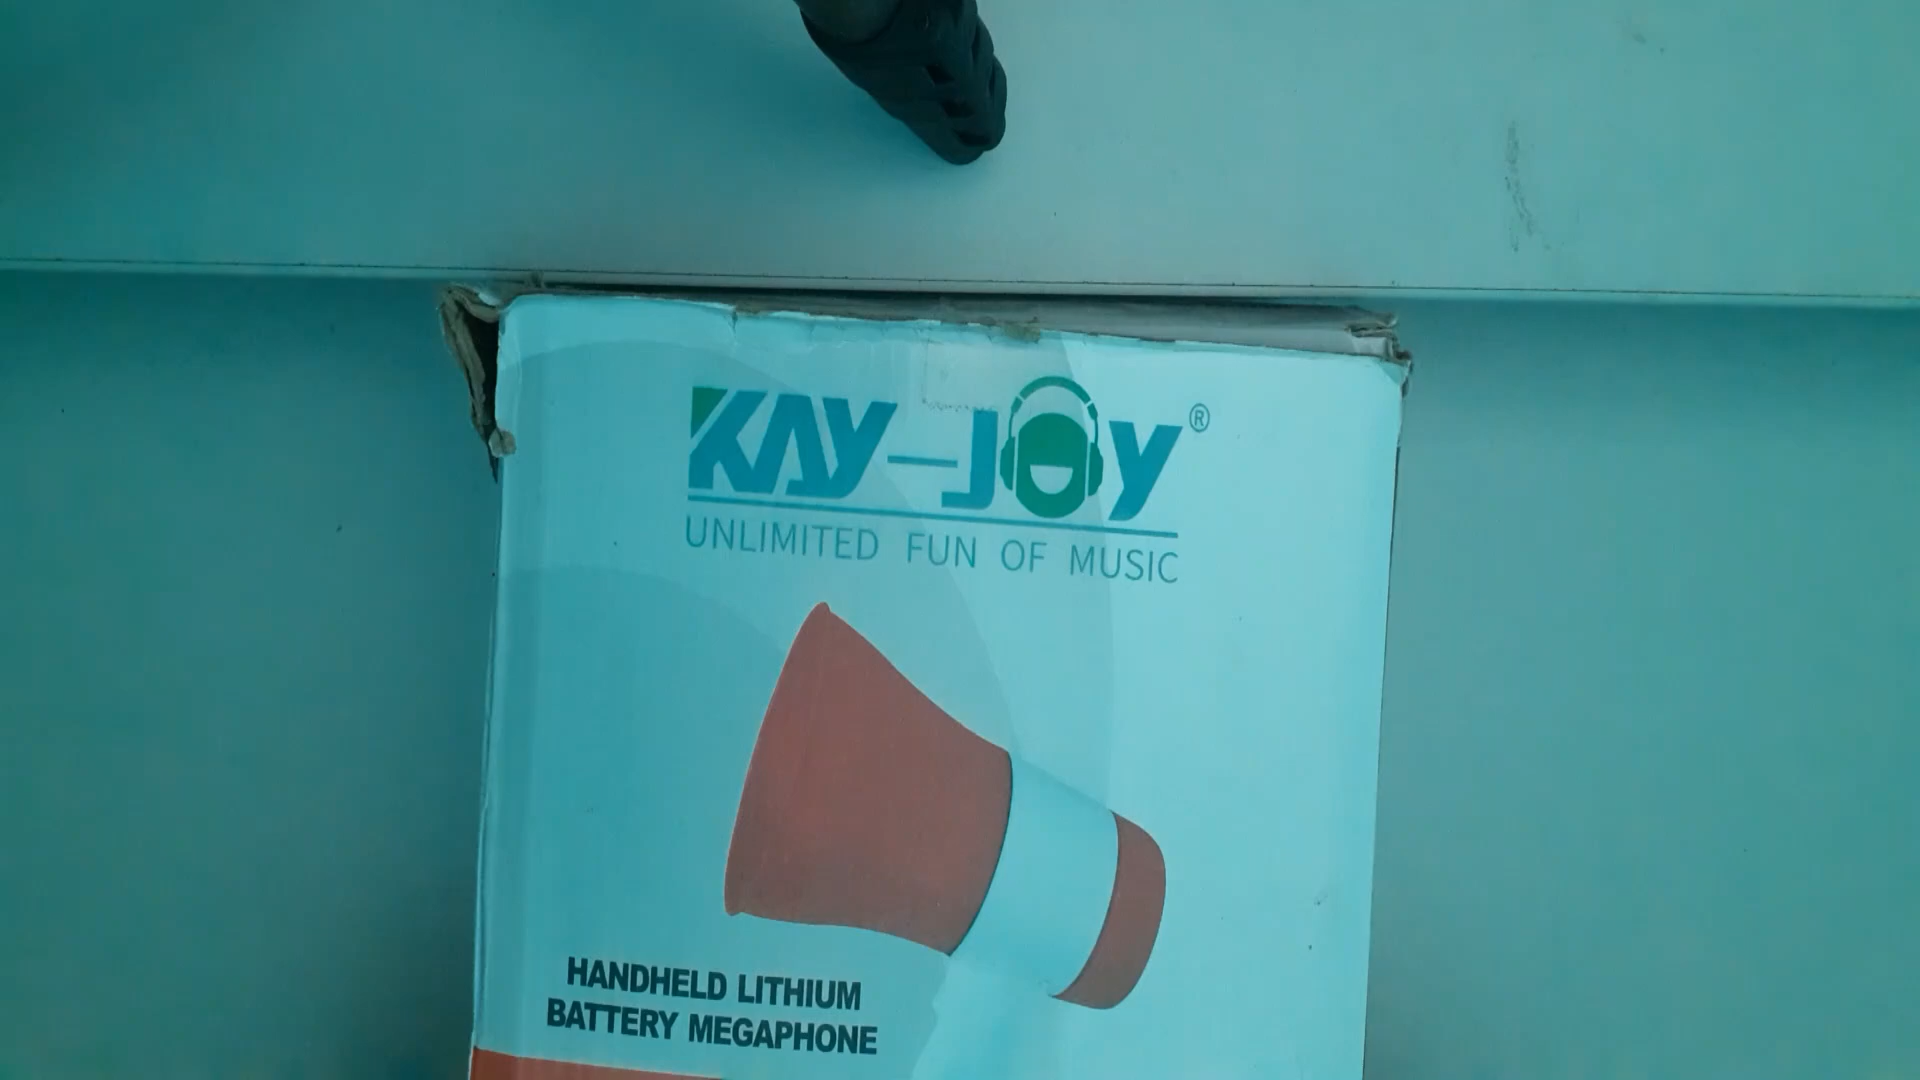 KAY-JOY®
UNLIMITED FUN OF MUSIC
HANDHELD LITHIUM
BATTERY MEGAPHONE